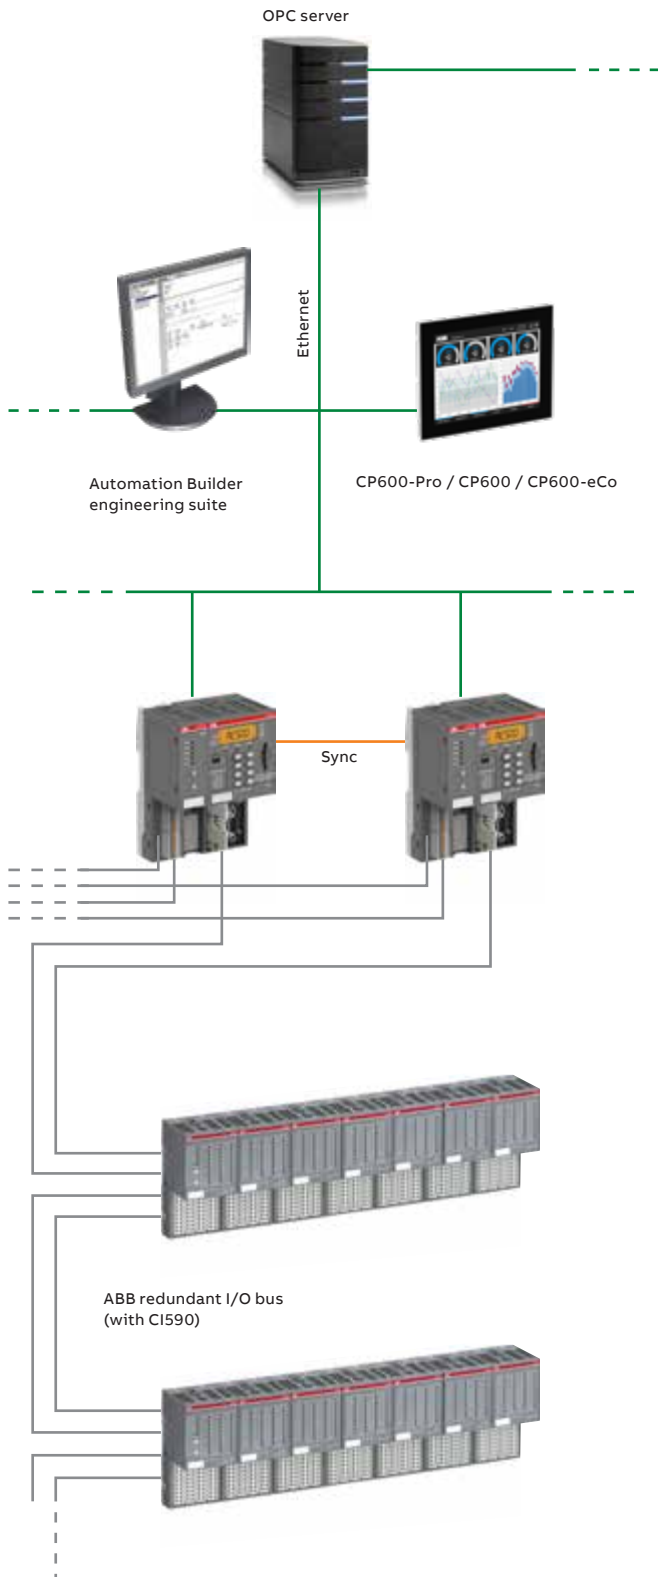 OPC server
Ethernet
Automation Builder
engineering suite
CP600-Pro / CP600 / CP600-eCo
Sync
ABB redundant I/O bus
(with CI590)